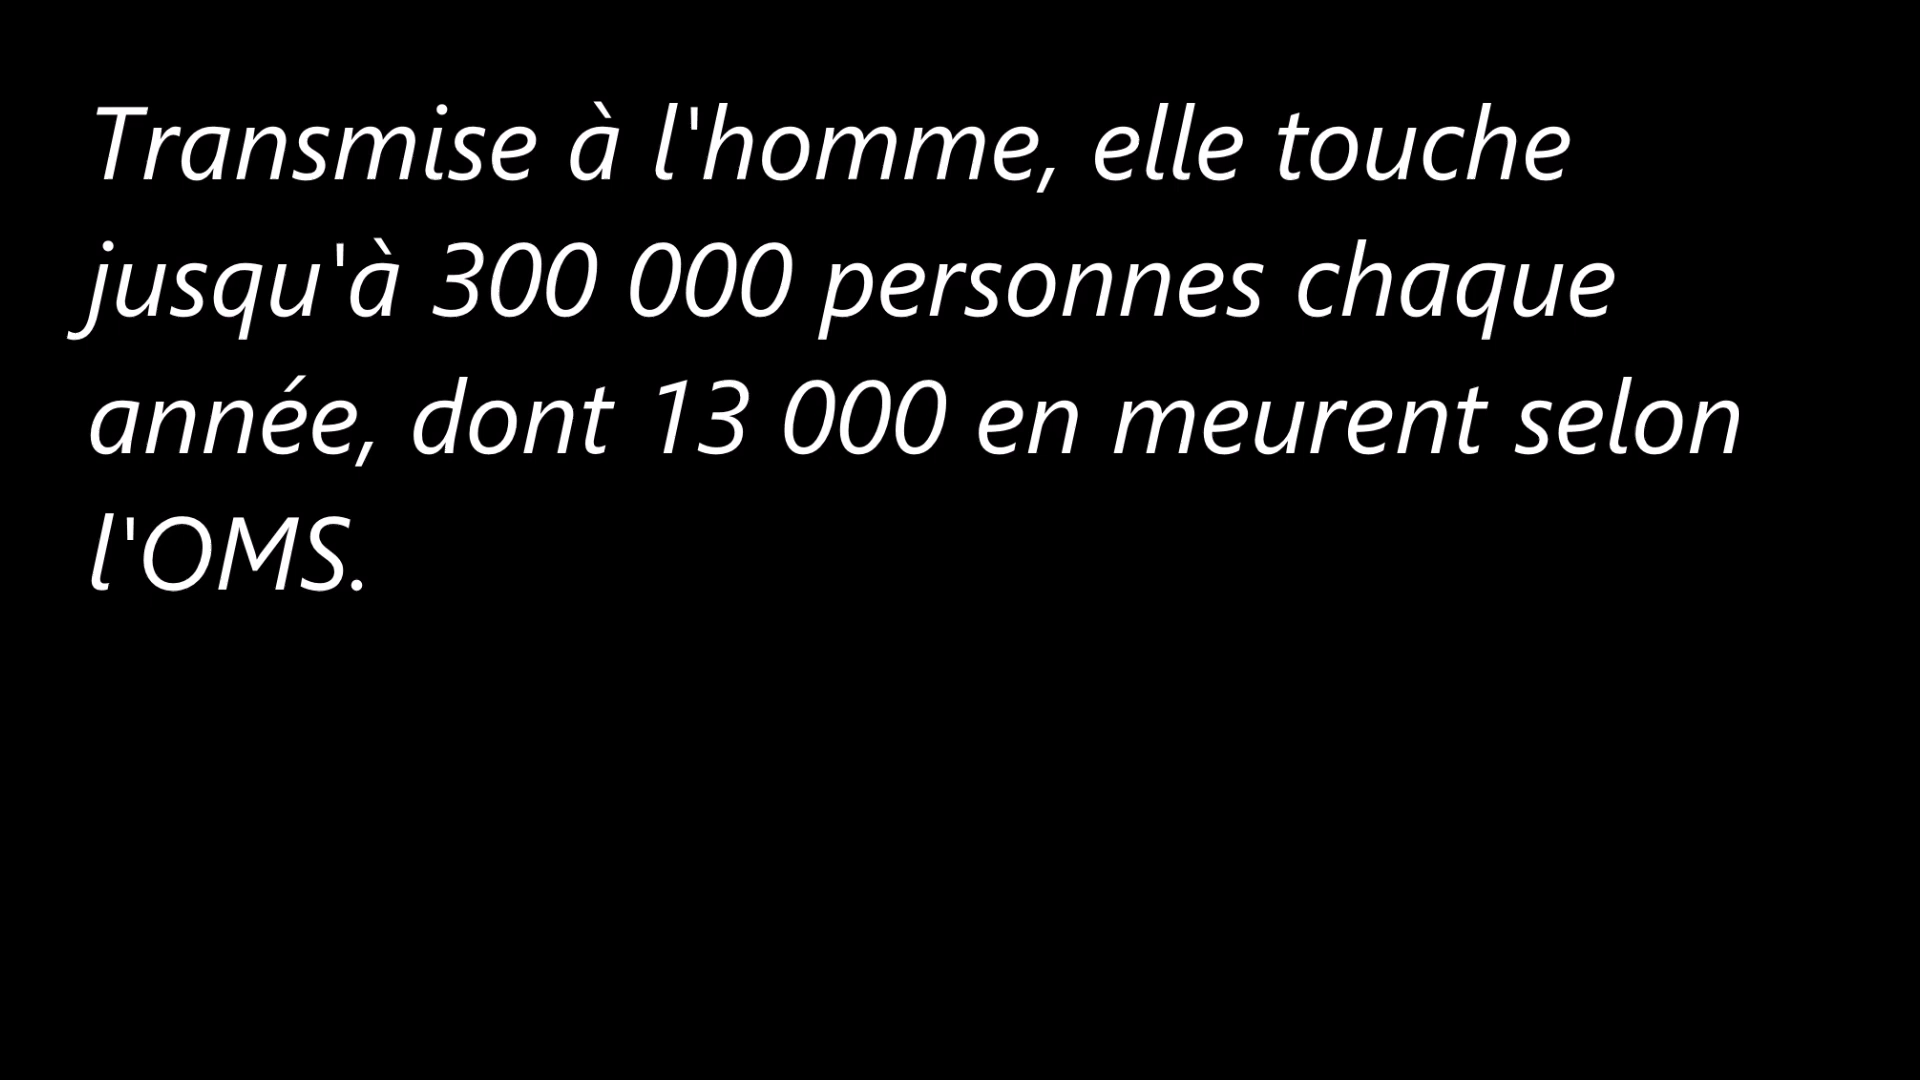 Transmise à l'homme, elle touche
jusqu'à 300 000 personnes chaque
année, dont 13 000 en meurent selon
l'OMS.